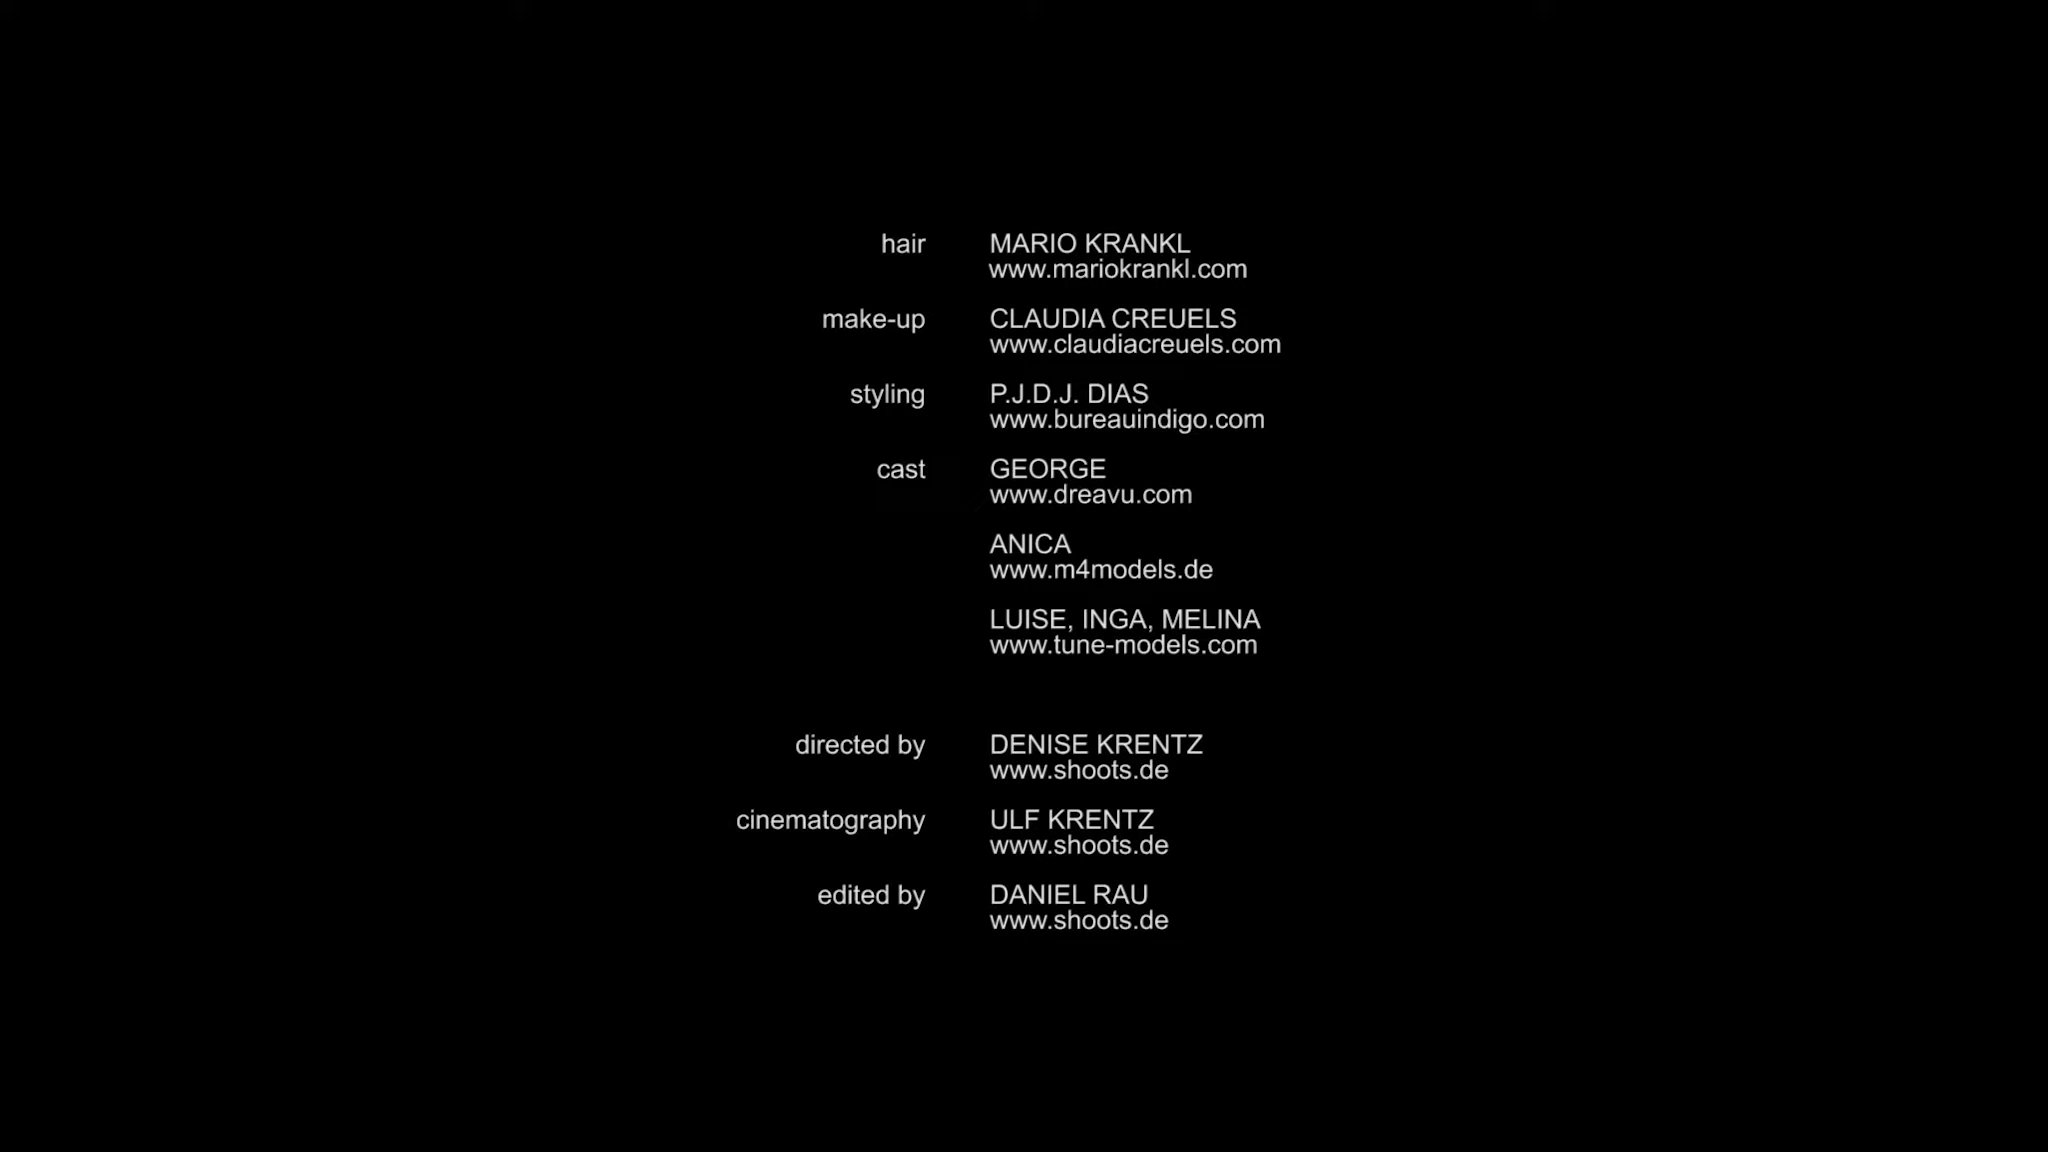 hair MARIO KRANKL
www.mariokrankl.com
make-up CLAUDIA CREUELS
www.claudiacreuels.com
styling P.J.D.J. DIAS
www.bureauindigo.com
cast GEORGE
www.dreavu.com
ANICA
www.m4models.de
LUISE, INGA, MELINA
www.tune-models.com
directed by DENISE KRENTZ
www.shoots.de
cinematography ULF KRENTZ
www.shoots.de
edited by DANIEL RAU
www.shoots.de